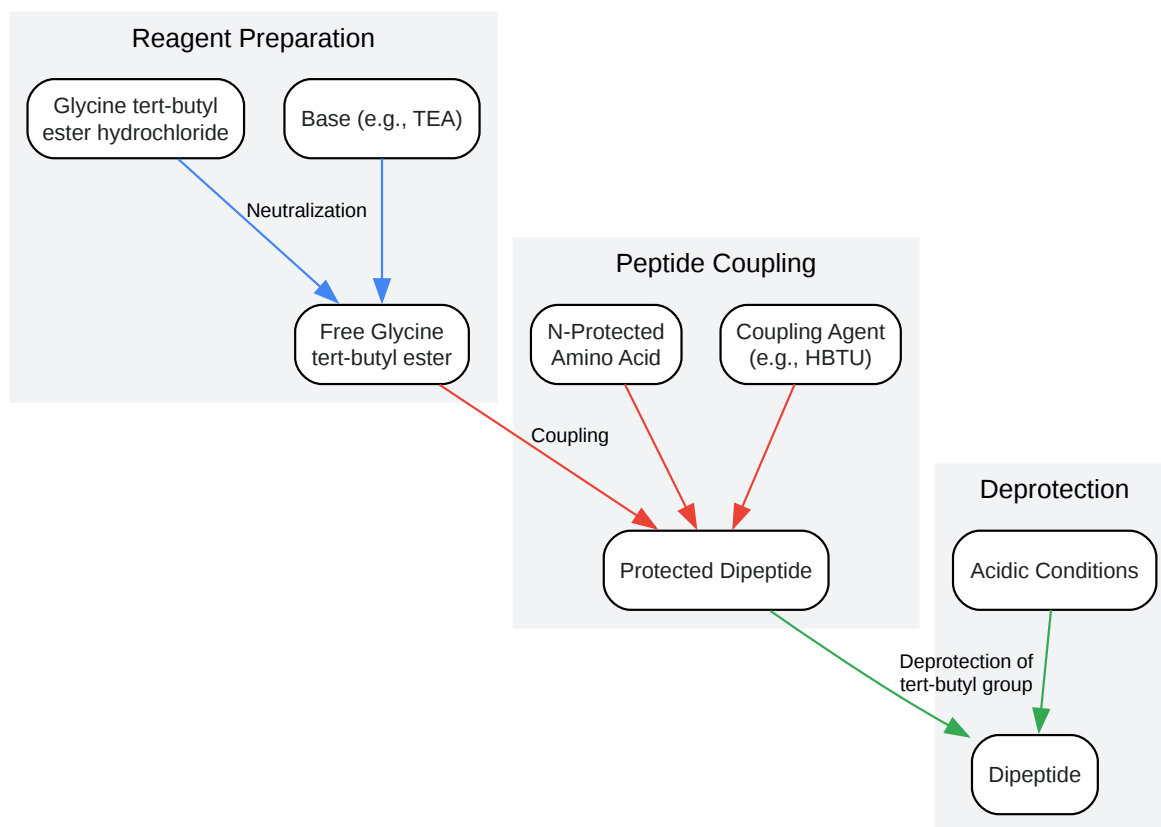 Reagent Preparation
Glycine tert-butyl
ester hydrochloride
Base (e.g., TEA)
Neutralization
Free Glycine
tert-butyl ester
Peptide Coupling
N-Protected
Amino Acid
Coupling Agent
(e.g., HBTU)
Coupling
Protected Dipeptide
Deprotection
Acidic Conditions
Deprotection of
tert-butyl group
Dipeptide